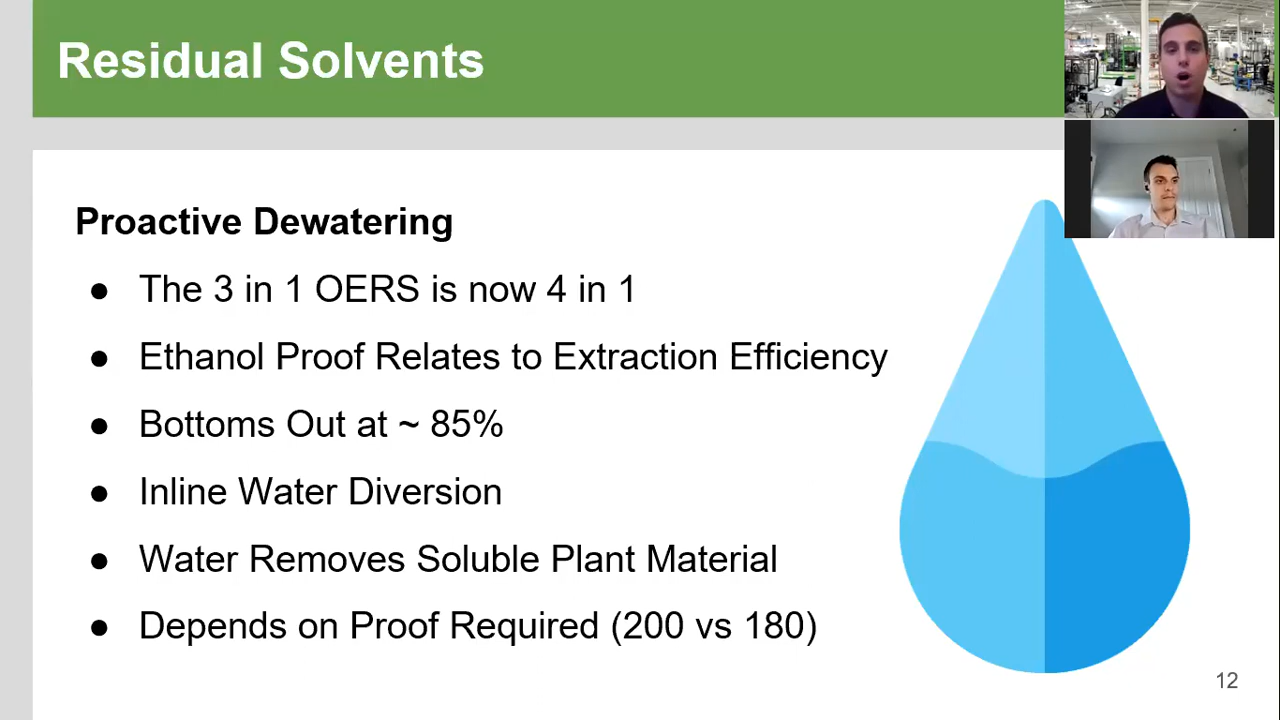 Residual Solvents
Proactive Dewatering
● The 3 in 1 OERS is now 4 in 1
● Ethanol Proof Relates to Extraction Efficiency
● Bottoms Out at ~ 85%
● Inline Water Diversion
● Water Removes Soluble Plant Material
● Depends on Proof Required (200 vs 180)
12